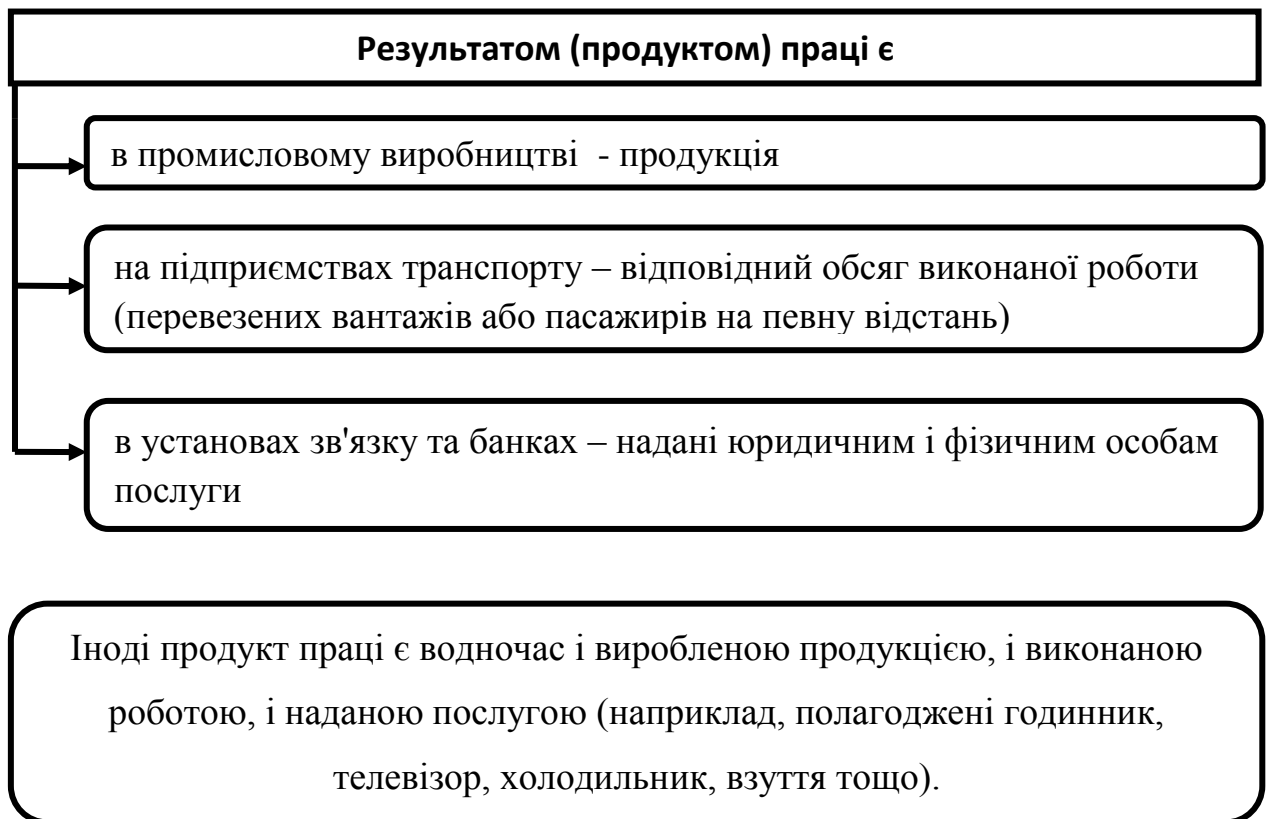 Результатом (продуктом) праці є
в промисловому виробництві - продукція
на підприємствах транспорту – відповідний обсяг виконаної роботи
(перевезених вантажів або пасажирів на певну відстань)
в установах зв'язку та банках – надані юридичним і фізичним особам
послуги
Іноді продукт праці є водночас і виробленою продукцією, і виконаною
роботою, і наданою послугою (наприклад, полагоджені годинник,
телевізор, холодильник, взуття тощо).